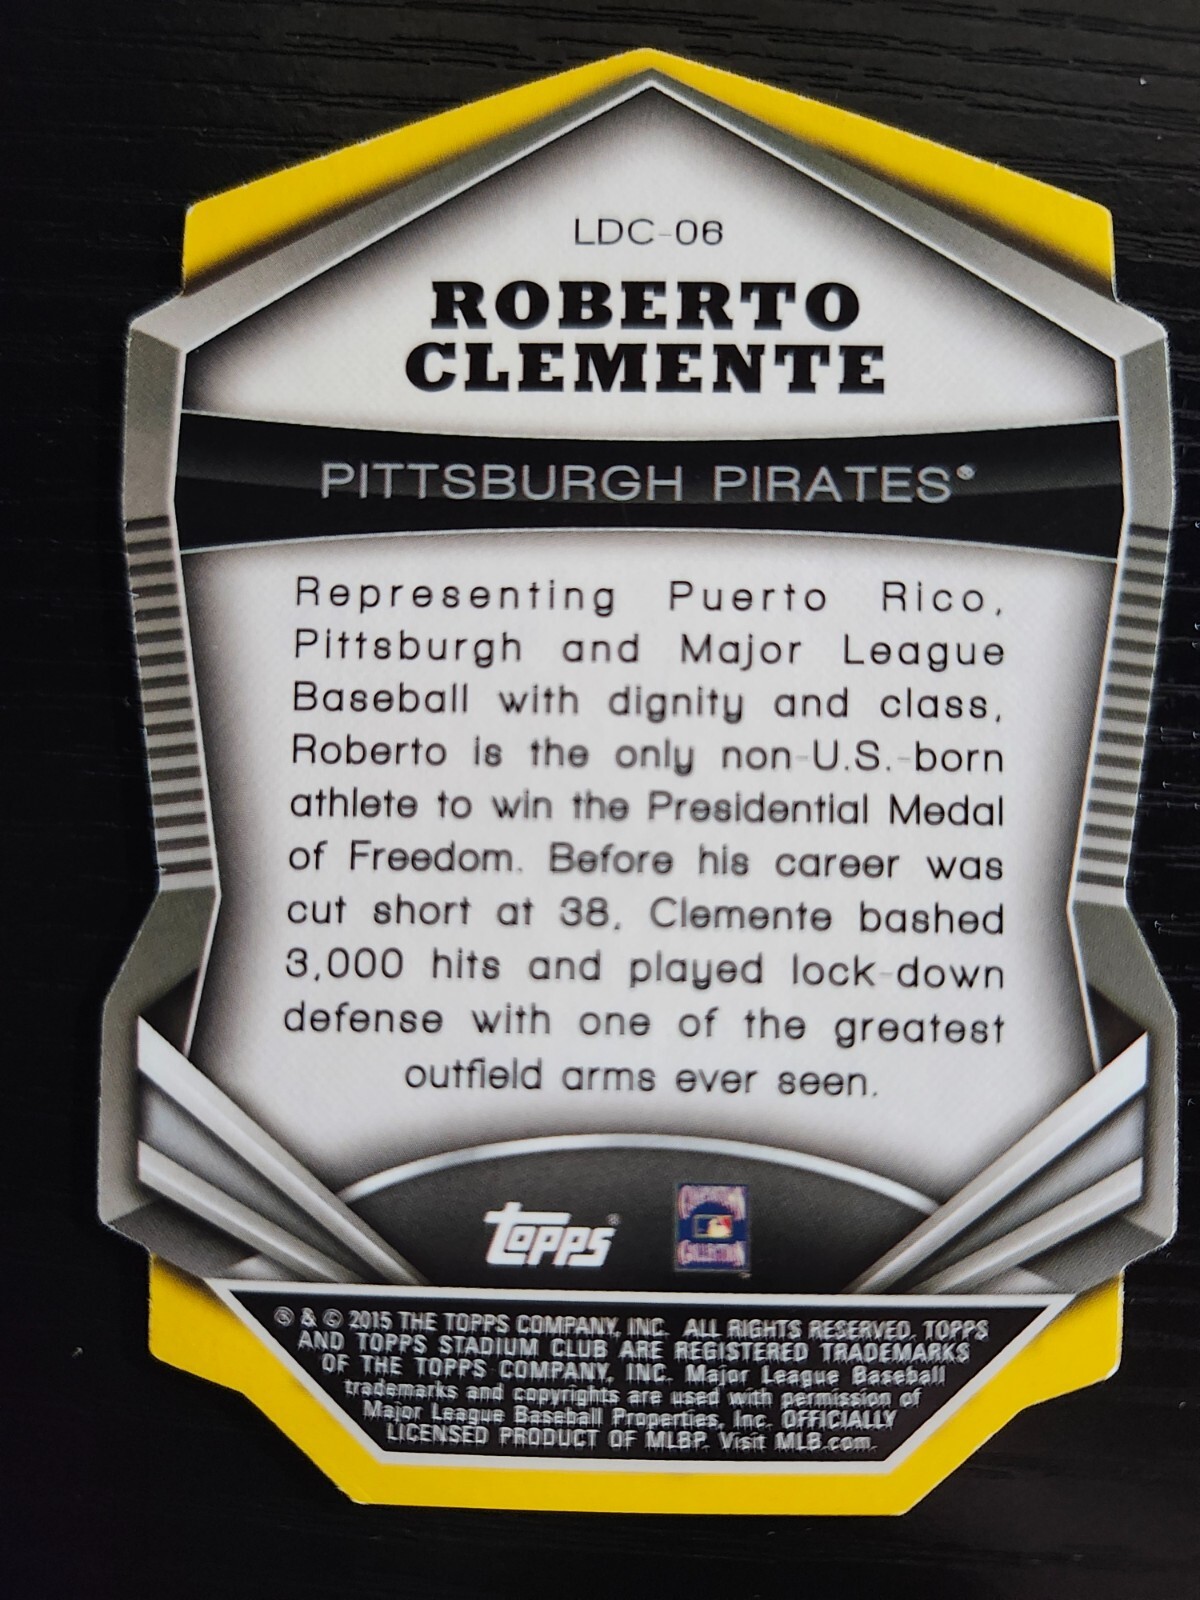 LDC-06
ROBERTO
CLEMENTE
PITTSBURGH PIRATES®
Representing Puerto Rico,
Pittsburgh and Major League
Baseball with dignity and class,
Roberto is the only non-U.S.-born
athlete to win the Presidential Medal
of Freedom. Before his career was
cut short at 38, Clemente bashed
3,000 hits and played lock-down
defense with one of the greatest
outfield arms ever seen.
topps®
® & © 2015 THE TOPPS COMPANY, INC. ALL RIGHTS RESERVED. TOPPS
AND TOPPS STADIUM CLUB ARE REGISTERED TRADEMARKS
OF THE TOPPS COMPANY, INC. Major League Baseball
trademarks and copyrights are used with permission of
Major League Baseball Properties, Inc. OFFICIALLY
LICENSED PRODUCT OF MLBP. Visit MLB.com.